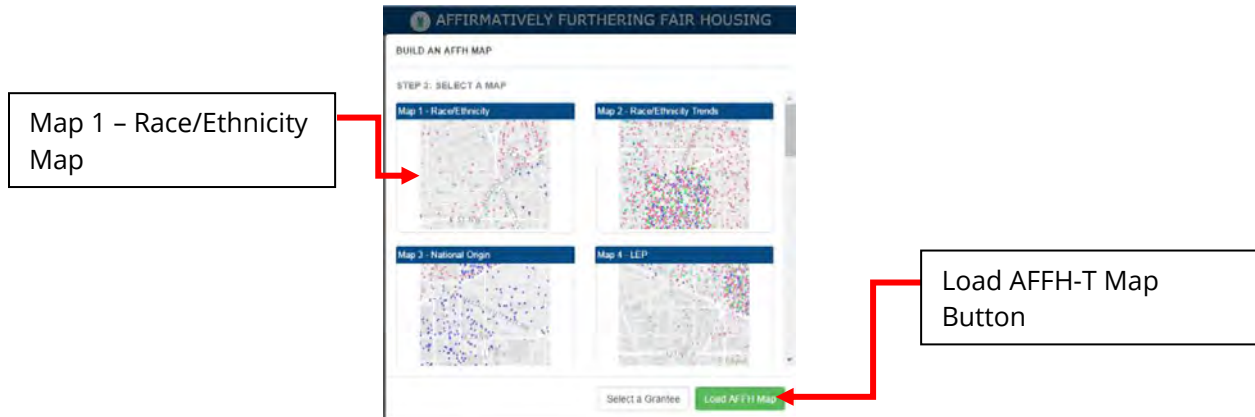 AFFIRMATIVELY FURTHERING FAIR HOUSING
BUILD AN AFFH MAP
STEP 2: SELECT A MAP
Map 1 - Race/Ethnicity
Map 2 - Race/Ethnicity Trends
Map 1 – Race/Ethnicity
Map
Map 3 - National Origin
Map 4 - LEP
Load AFFH-T Map
Button
Select a Grantee
Load AFFH Map